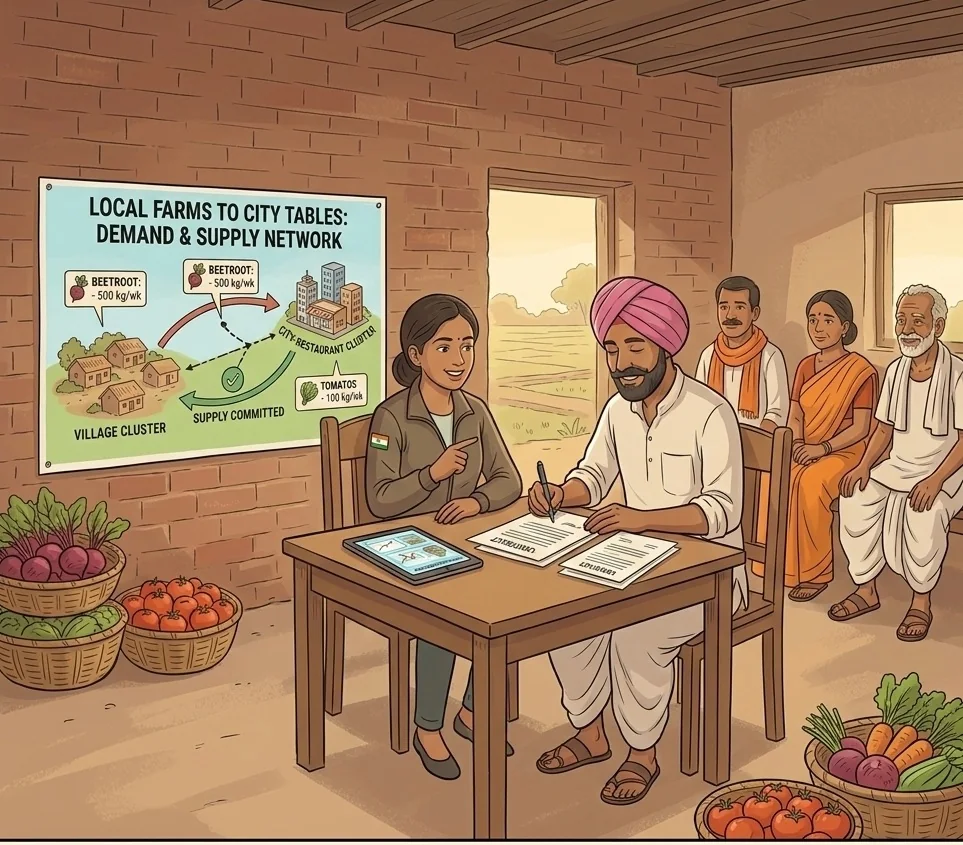 LOCAL FARMS TO CITY TABLES:
DEMAND & SUPPLY NETWORK
BEETROOT:
- 500 kg/wk
BEETROOT:
- 500 kg/wk
CITY-RESTAURANT CLUSTER
TOMATOS
- 100 kg/wk
SUPPLY COMMITTED
VILLAGE CLUSTER